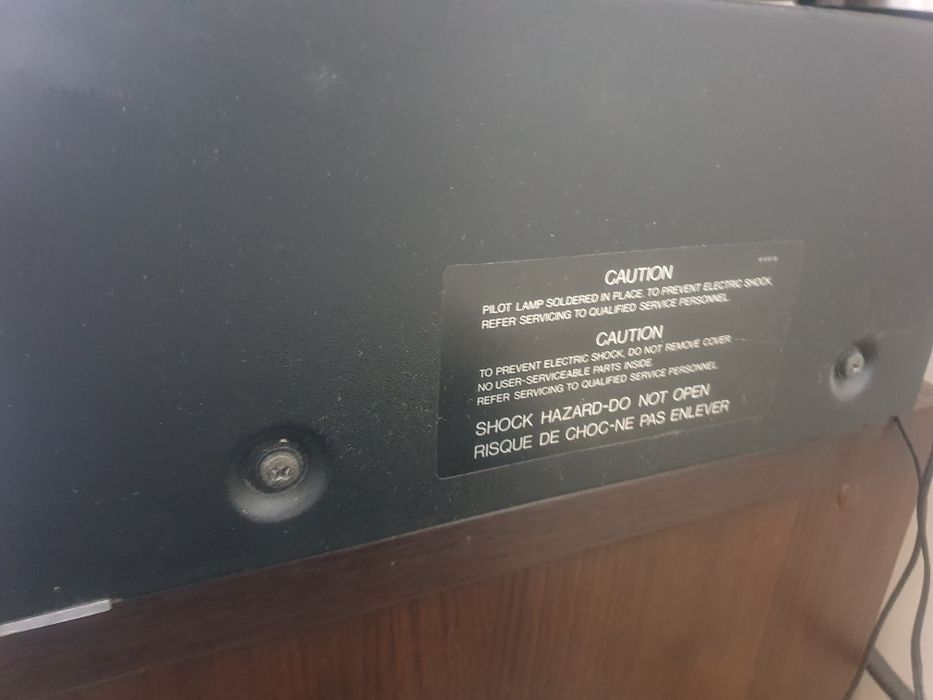 CAUTION
PILOT LAMP SOLDERED IN PLACE. TO PREVENT ELECTRIC SHOCK,
REFER SERVICING TO QUALIFIED SERVICE PERSONNEL.
CAUTION
TO PREVENT ELECTRIC SHOCK, DO NOT REMOVE COVER.
NO USER-SERVICEABLE PARTS INSIDE.
REFER SERVICING TO QUALIFIED SERVICE PERSONNEL.
SHOCK HAZARD-DO NOT OPEN
RISQUE DE CHOC-NE PAS ENLEVER